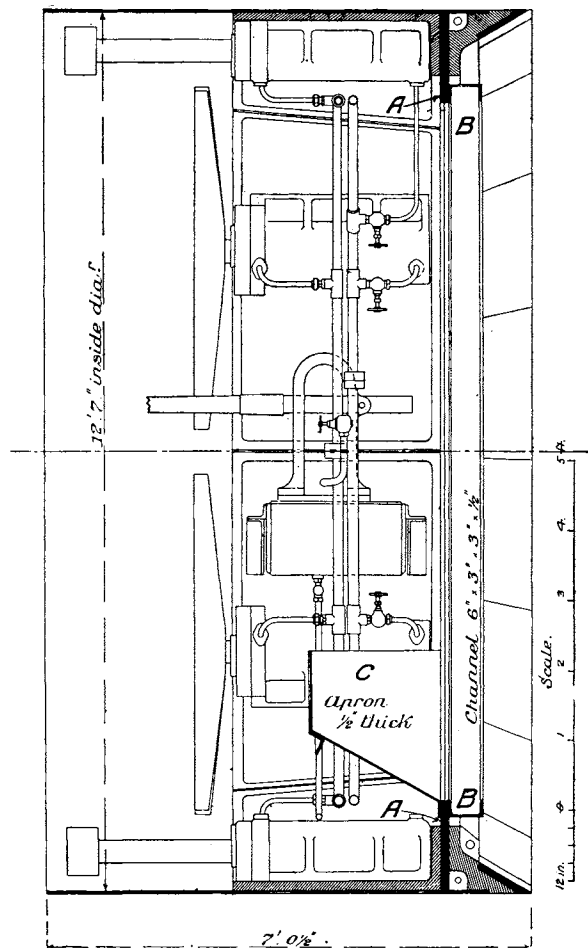 A
B
12' 7" inside diar.
5 ft.
4.
3
2
1
0
12 in.
Scale.
Channel 6" × 3" × 3" × ½"
C
Apron
½" thick
A
B
7'. 0½".